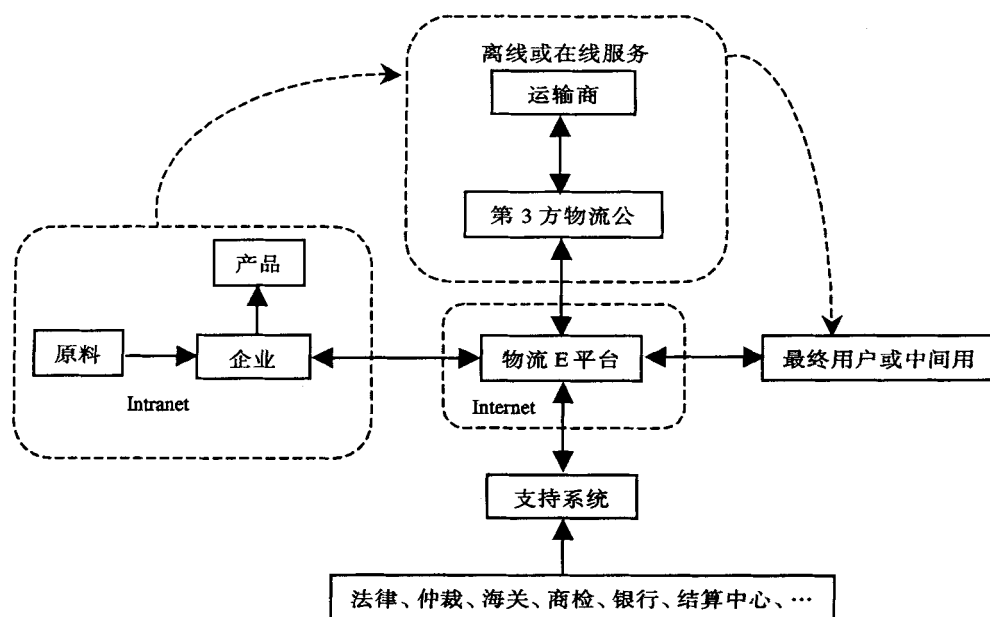 离线或在线服务
运输商
第 3 方物流公
产品
原料
企业
物流 E 平台
最终用户或中间用
Intranet
Internet
支持系统
法律、仲裁、海关、商检、银行、结算中心、…